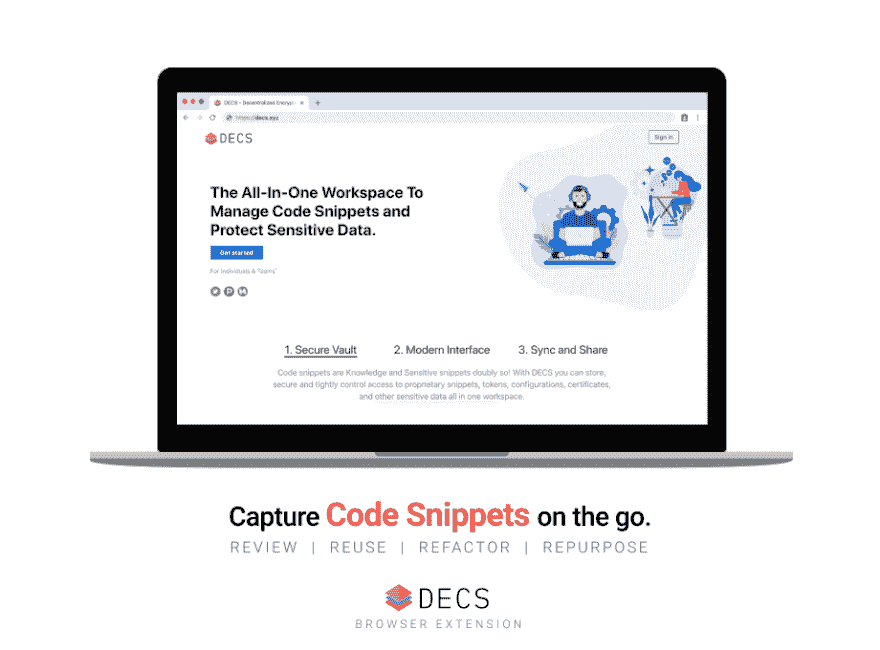 DECS - Decentralized Encryp
https://decs.xyz
DECS
Sign in
The All-In-One Workspace To
Manage Code Snippets and
Protect Sensitive Data.
Get started
For Individuals & Teams*
1. Secure Vault
2. Modern Interface
3. Sync and Share
Code snippets are Knowledge and Sensitive snippets doubly so! With DECS you can store,
secure and tightly control access to proprietary snippets, tokens, configurations, certificates,
and other sensitive data all in one workspace.
Capture Code Snippets on the go.
REVIEW | REUSE | REFACTOR | REPURPOSE
DECS
BROWSER EXTENSION